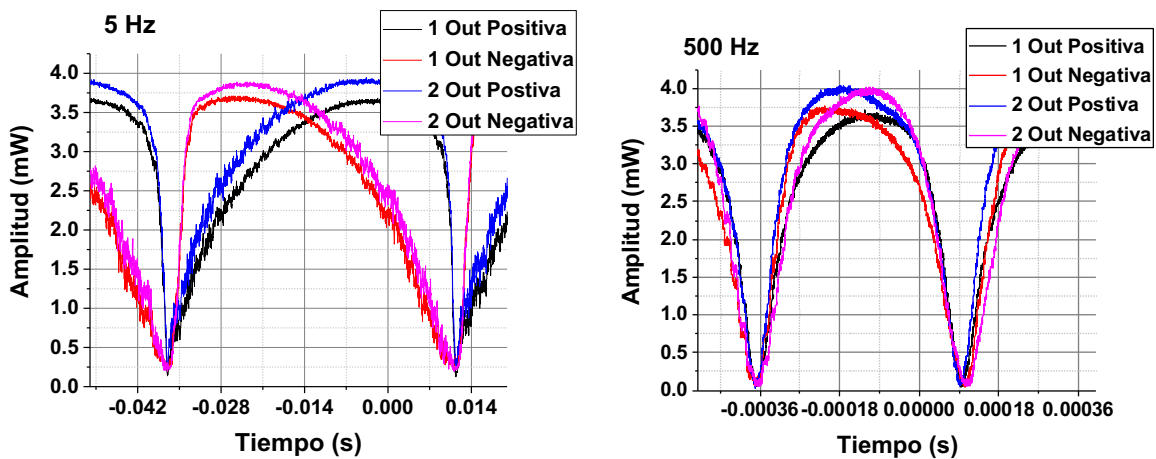 5 Hz
1 Out Positiva
1 Out Negativa
2 Out Postiva
2 Out Negativa
4.0
3.5
3.0
2.5
2.0
1.5
1.0
0.5
0.0
Amplitud (mW)
-0.042 -0.028 -0.014 0.000 0.014
Tiempo (s)
500 Hz
1 Out Positiva
1 Out Negativa
2 Out Postiva
2 Out Negativa
4.0
3.5
3.0
2.5
2.0
1.5
1.0
0.5
0.0
Amplitud (mW)
-0.00036 -0.00018 0.00000 0.00018 0.00036
Tiempo (s)